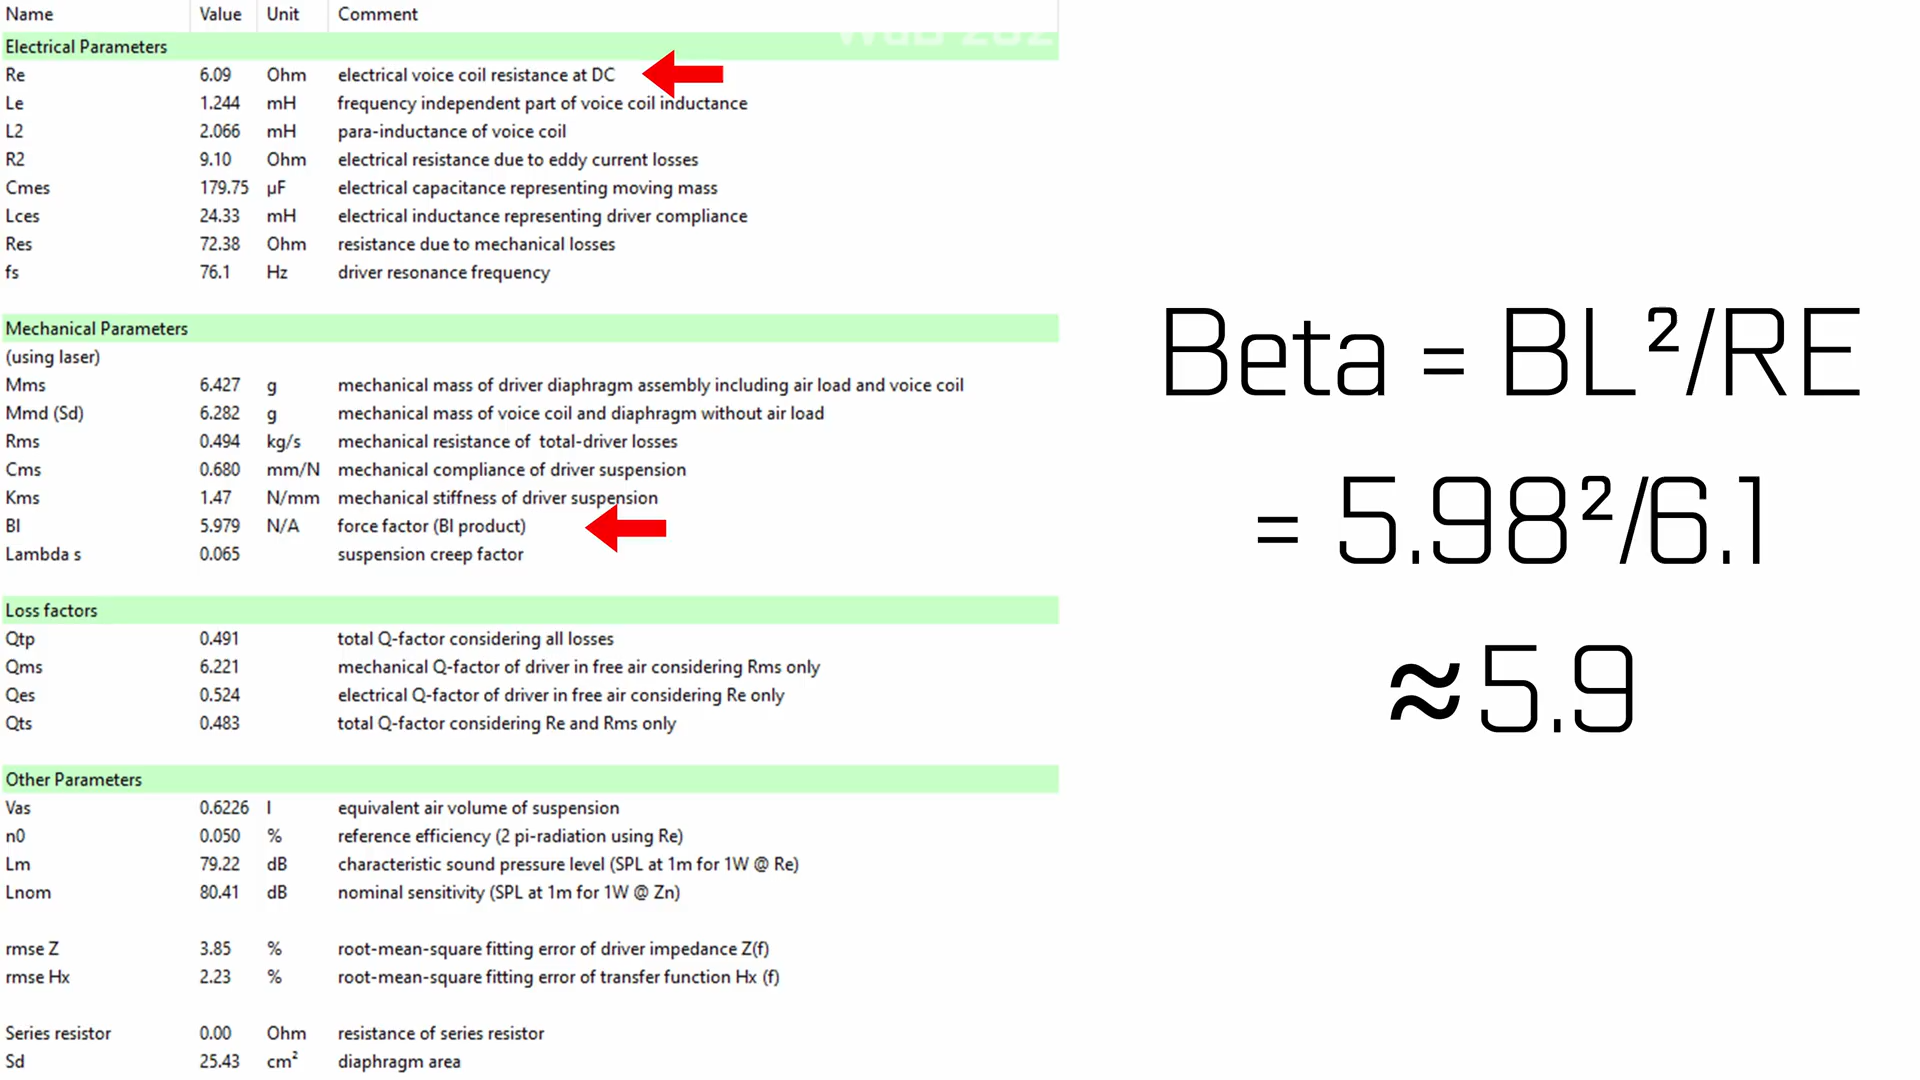 Name Value Unit Comment
Electrical Parameters
Re 6.09 Ohm electrical voice coil resistance at DC
Le 1.244 mH frequency independent part of voice coil inductance
L2 2.066 mH para-inductance of voice coil
R2 9.10 Ohm electrical resistance due to eddy current losses
Cmes 179.75 µF electrical capacitance representing moving mass
Lces 24.33 mH electrical inductance representing driver compliance
Res 72.38 Ohm resistance due to mechanical losses
fs 76.1 Hz driver resonance frequency
Mechanical Parameters
(using laser)
Mms 6.427 g mechanical mass of driver diaphragm assembly including air load and voice coil
Mmd (Sd) 6.282 g mechanical mass of voice coil and diaphragm without air load
Rms 0.494 kg/s mechanical resistance of total-driver losses
Cms 0.680 mm/N mechanical compliance of driver suspension
Kms 1.47 N/mm mechanical stiffness of driver suspension
Bl 5.979 N/A force factor (Bl product)
Lambda s 0.065 suspension creep factor
Loss factors
Qtp 0.491 total Q-factor considering all losses
Qms 6.221 mechanical Q-factor of driver in free air considering Rms only
Qes 0.524 electrical Q-factor of driver in free air considering Re only
Qts 0.483 total Q-factor considering Re and Rms only
Other Parameters
Vas 0.6226 l equivalent air volume of suspension
n0 0.050 % reference efficiency (2 pi-radiation using Re)
Lm 79.22 dB characteristic sound pressure level (SPL at 1m for 1W @ Re)
Lnom 80.41 dB nominal sensitivity (SPL at 1m for 1W @ Zn)
rmse Z 3.85 % root-mean-square fitting error of driver impedance Z(f)
rmse Hx 2.23 % root-mean-square fitting error of transfer function Hx (f)
Series resistor 0.00 Ohm resistance of series resistor
Sd 25.43 cm² diaphragm area
Beta = BL²/RE
= 5.98²/6.1
≈5.9